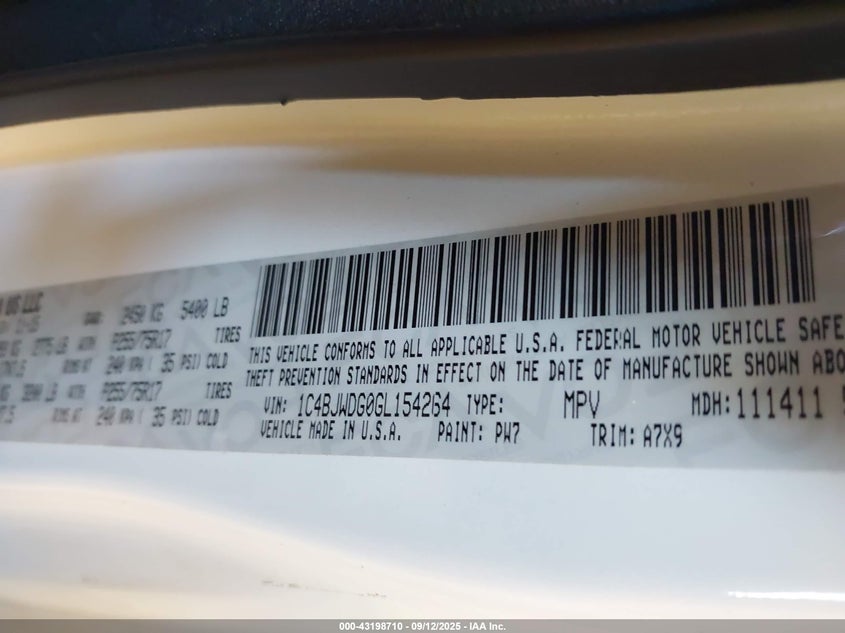 US LLC
2450 KG 5400 LB
P255/75R17 TIRES
240 KPA ( 35 PSI) COLD
P255/75R17 TIRES
240 KPA ( 35 PSI) COLD
THIS VEHICLE CONFORMS TO ALL APPLICABLE U.S.A. FEDERAL MOTOR VEHICLE
THEFT PREVENTION STANDARDS IN EFFECT ON THE DATE OF MANUFACTURE SHOWN
VIN: 1C4BJWDG0GL154264 TYPE: MPV MDH:111411
VEHICLE MADE IN U.S.A. PAINT: PW7 TRIM: A7X9
000-43198710 - 09/12/2025 - IAA Inc.